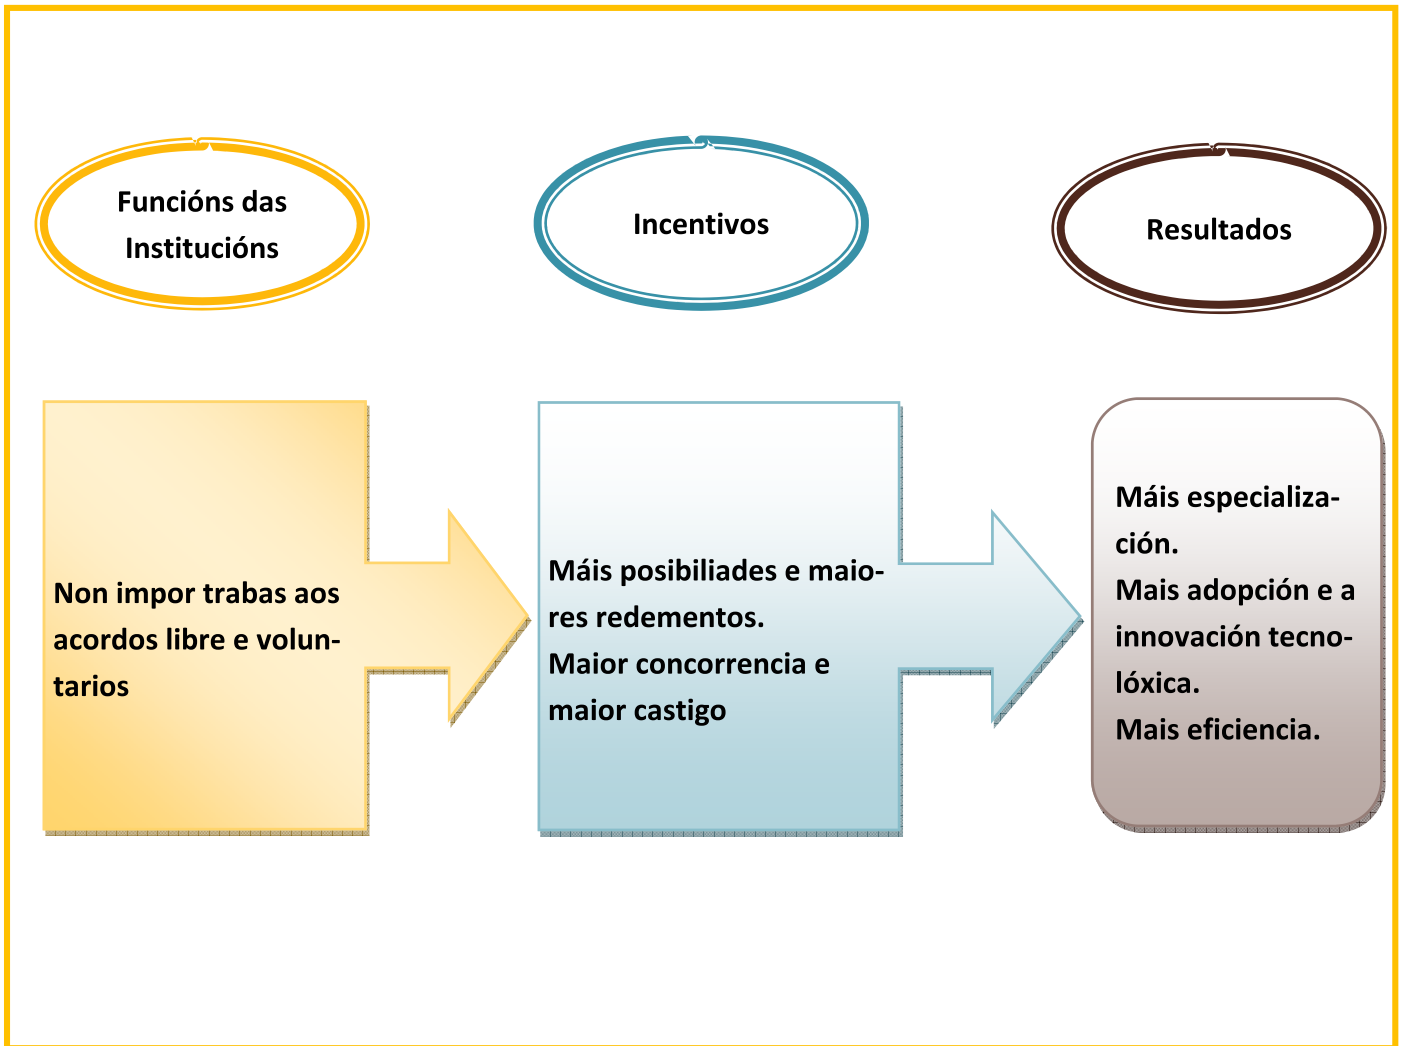 Funcións das
Institucións
Incentivos
Resultados
Non impor trabas aos
acordos libre e volun-
tarios
Máis posibiliades e maio-
res redementos.
Maior concorrencia e
maior castigo
Máis especializa-
ción.
Mais adopción e a
innovación tecno-
lóxica.
Mais eficiencia.